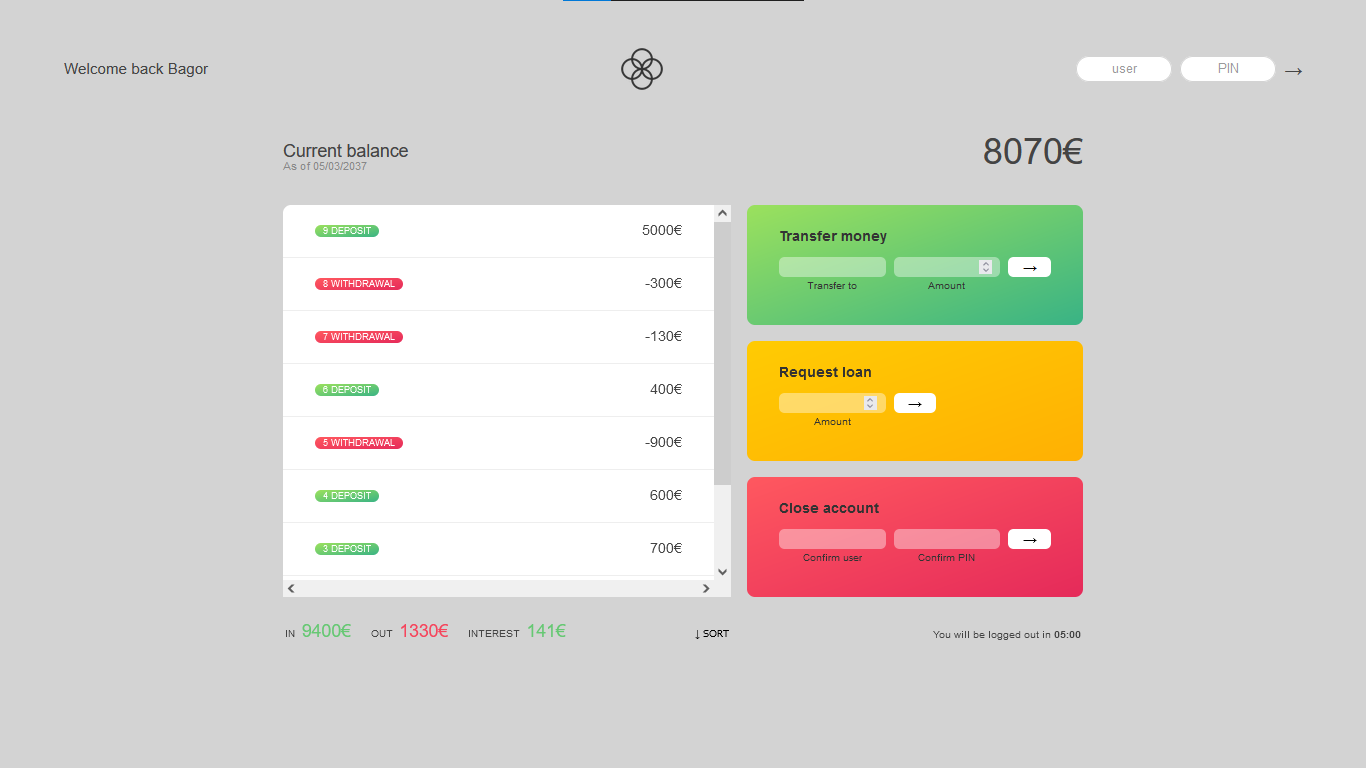 Welcome back Bagor
user
PIN
→
Current balance
As of 05/03/2037
8070€
9 DEPOSIT
5000€
8 WITHDRAWAL
-300€
7 WITHDRAWAL
-130€
6 DEPOSIT
400€
5 WITHDRAWAL
-900€
4 DEPOSIT
600€
3 DEPOSIT
700€
Transfer money
→
Transfer to
Amount
Request loan
→
Amount
Close account
→
Confirm user
Confirm PIN
IN 9400€ OUT 1330€ INTEREST 141€
↓ SORT
You will be logged out in 05:00